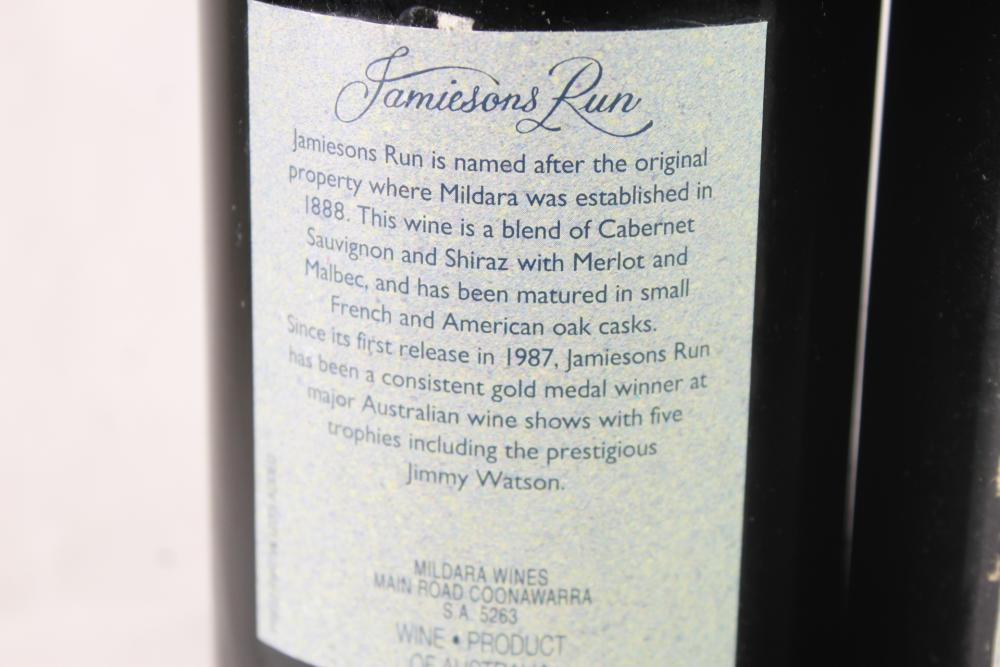 Jamiesons Run
Jamiesons Run is named after the original
property where Mildara was established in
1888. This wine is a blend of Cabernet
Sauvignon and Shiraz with Merlot and
Malbec, and has been matured in small
French and American oak casks.
Since its first release in 1987, Jamiesons Run
has been a consistent gold medal winner at
major Australian wine shows with five
trophies including the prestigious
Jimmy Watson.
MILDARA WINES
MAIN ROAD COONAWARRA
S.A. 5263
WINE • PRODUCT
OF AUSTRALIA